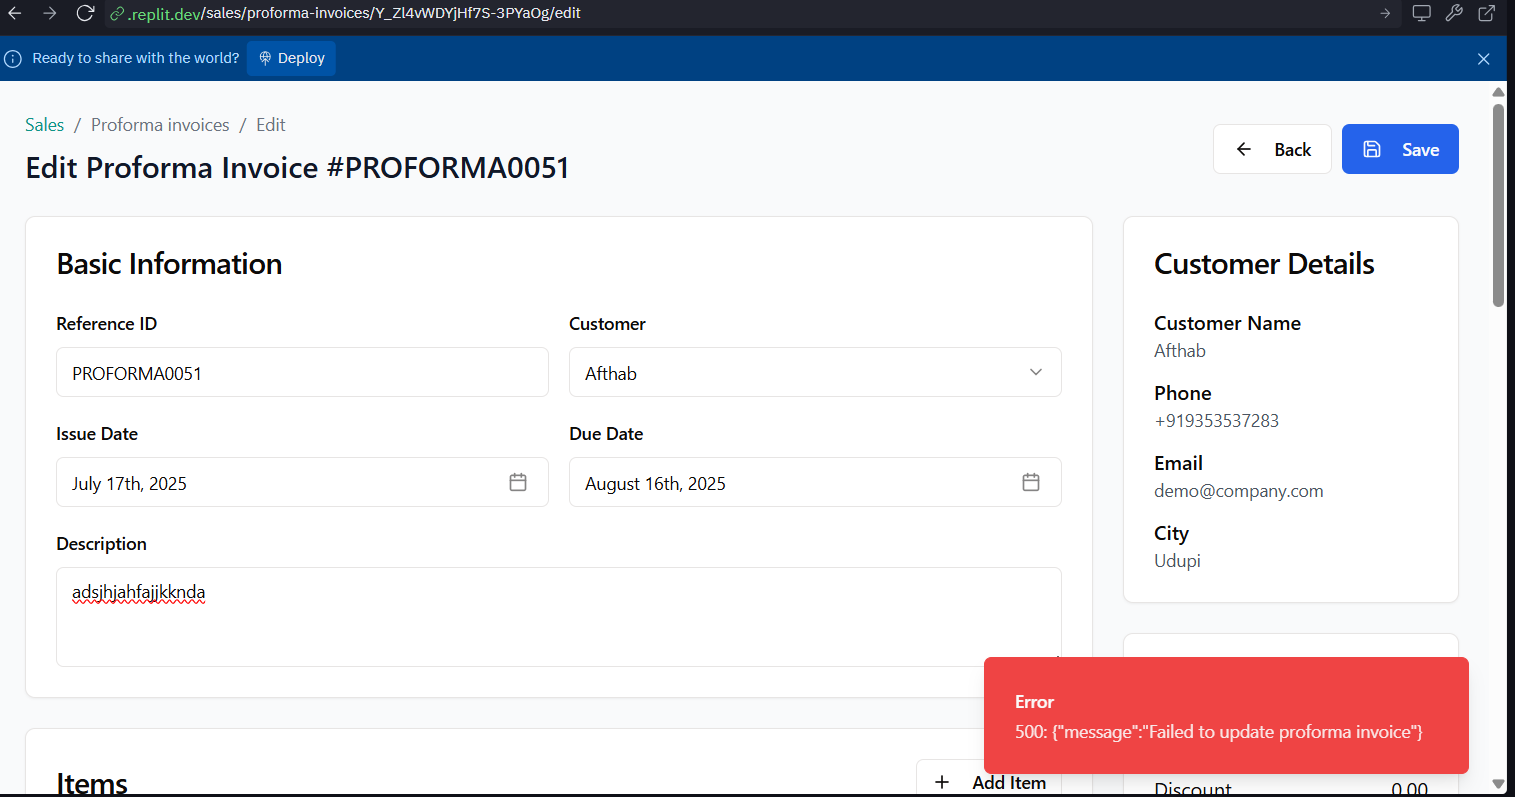 .replit.dev/sales/proforma-invoices/Y_Zl4vWDYjHf7S-3PYaOg/edit
Ready to share with the world? Deploy
Sales / Proforma invoices / Edit
Edit Proforma Invoice #PROFORMA0051
Back
Save
Basic Information
Reference ID
PROFORMA0051
Customer
Afthab
Issue Date
July 17th, 2025
Due Date
August 16th, 2025
Description
adsjhjahfajjkknda
Customer Details
Customer Name
Afthab
Phone
+919353537283
Email
demo@company.com
City
Udupi
Items
+ Add Item
Error
500: {"message":"Failed to update proforma invoice"}
Discount 0.00